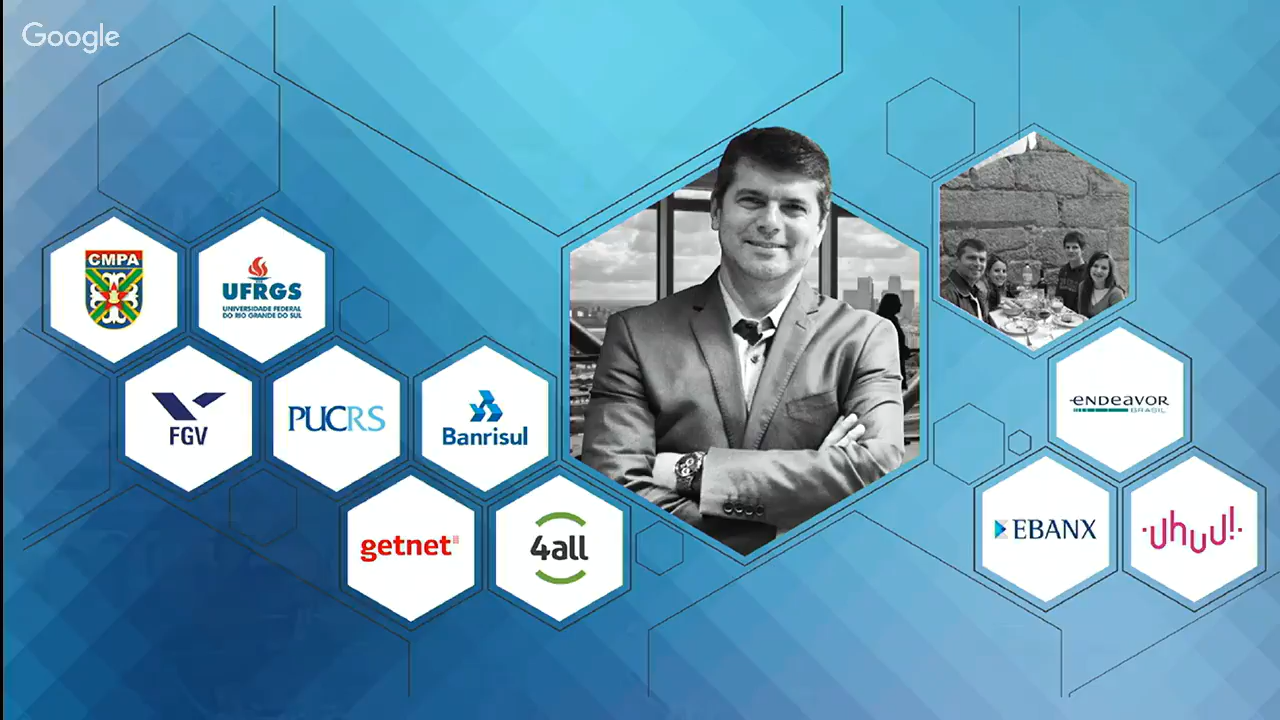 Google
CMPA
UFRGS
UNIVERSIDADE FEDERAL
DO RIO GRANDE DO SUL
FGV
PUCRS
Banrisul
getnet
4all
ENDEAVOR
BRASIL
EBANX
uhuu!